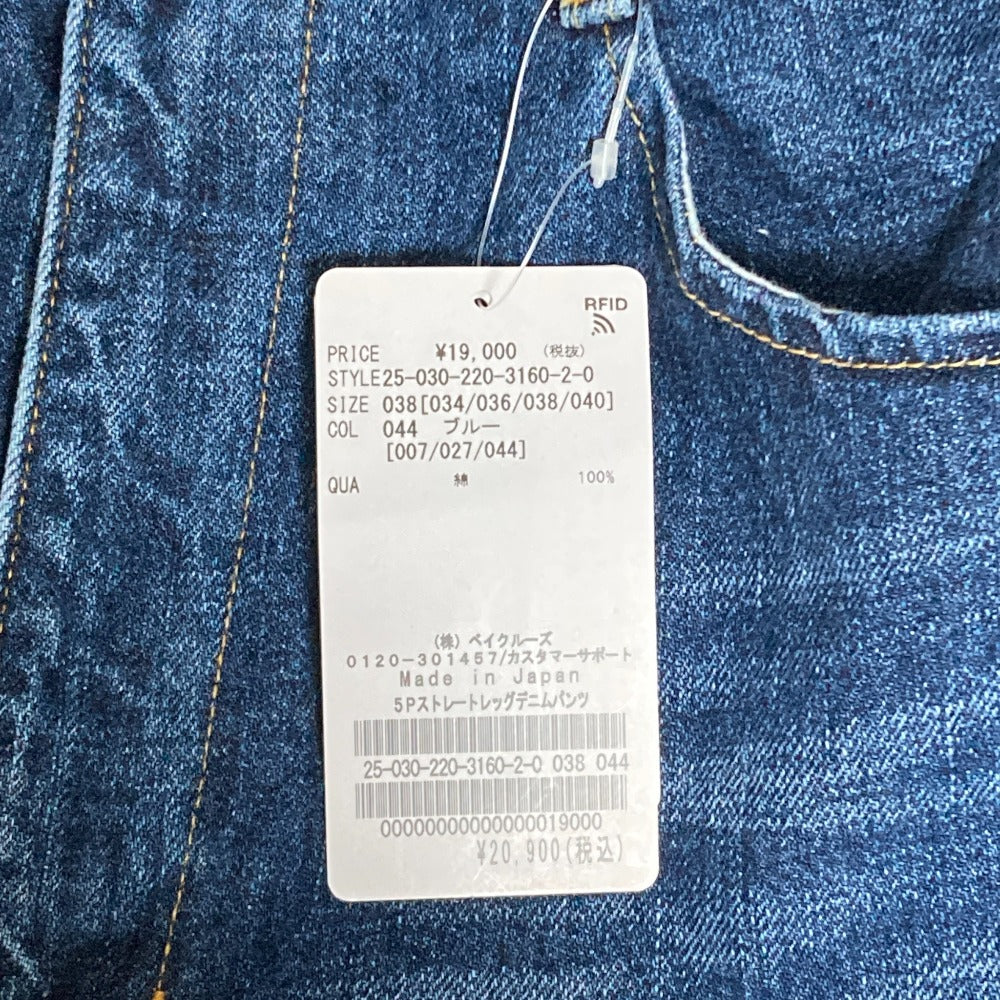 RFID
PRICE ¥19,000 (税抜)
STYLE25-030-220-3160-2-0
SIZE 038[034/036/038/040]
COL 044 ブルー
[007/027/044]
QUA 綿 100%
(株)ベイクルーズ
0120-301457/カスタマーサポート
Made in Japan
5Pストレートレッグデニムパンツ
25-030-220-3160-2-0 038 044
00000000000000019000
¥20,900(税込)